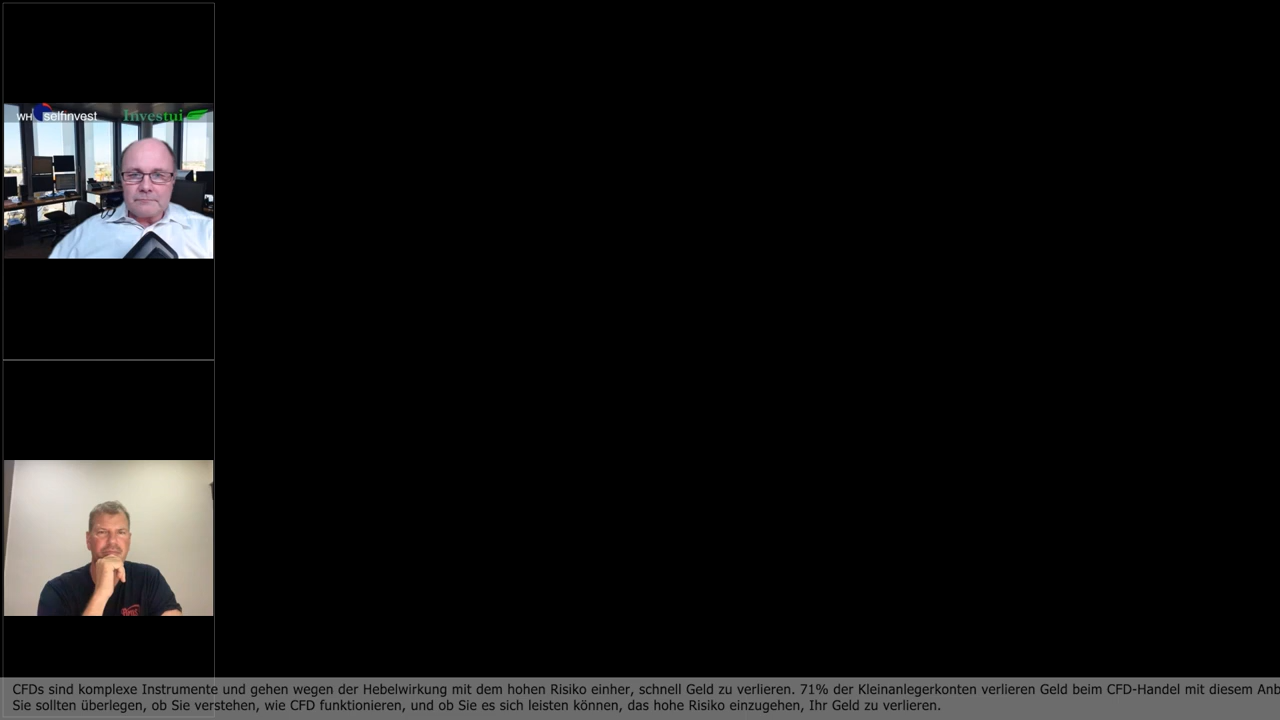 WH selfinvest
Investui
CFDs sind komplexe Instrumente und gehen wegen der Hebelwirkung mit dem hohen Risiko einher, schnell Geld zu verlieren. 71% der Kleinanlegerkonten verlieren Geld beim CFD-Handel mit diesem Anb
Sie sollten überlegen, ob Sie verstehen, wie CFD funktionieren, und ob Sie es sich leisten können, das hohe Risiko einzugehen, Ihr Geld zu verlieren.